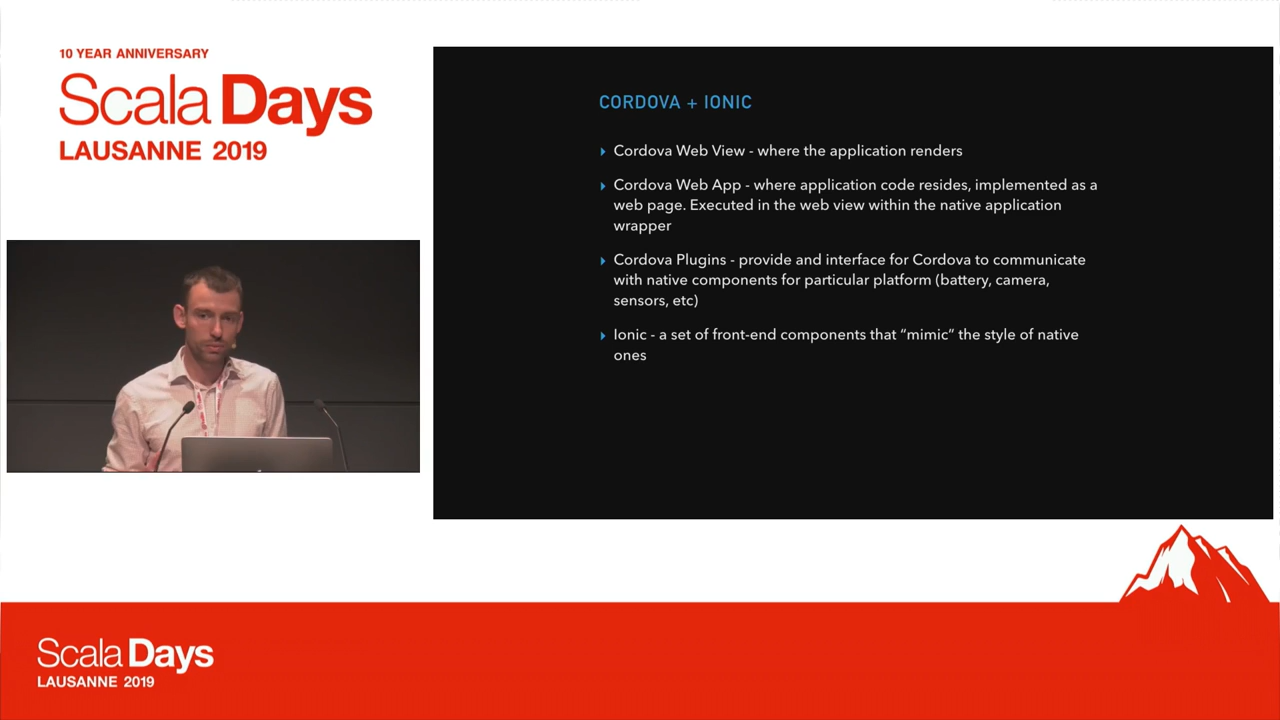 10 YEAR ANNIVERSARY
Scala Days
LAUSANNE 2019
CORDOVA + IONIC
Cordova Web View - where the application renders
Cordova Web App - where application code resides, implemented as a
web page. Executed in the web view within the native application
wrapper
Cordova Plugins - provide and interface for Cordova to communicate
with native components for particular platform (battery, camera,
sensors, etc)
Ionic - a set of front-end components that “mimic” the style of native
ones
Scala Days
LAUSANNE 2019